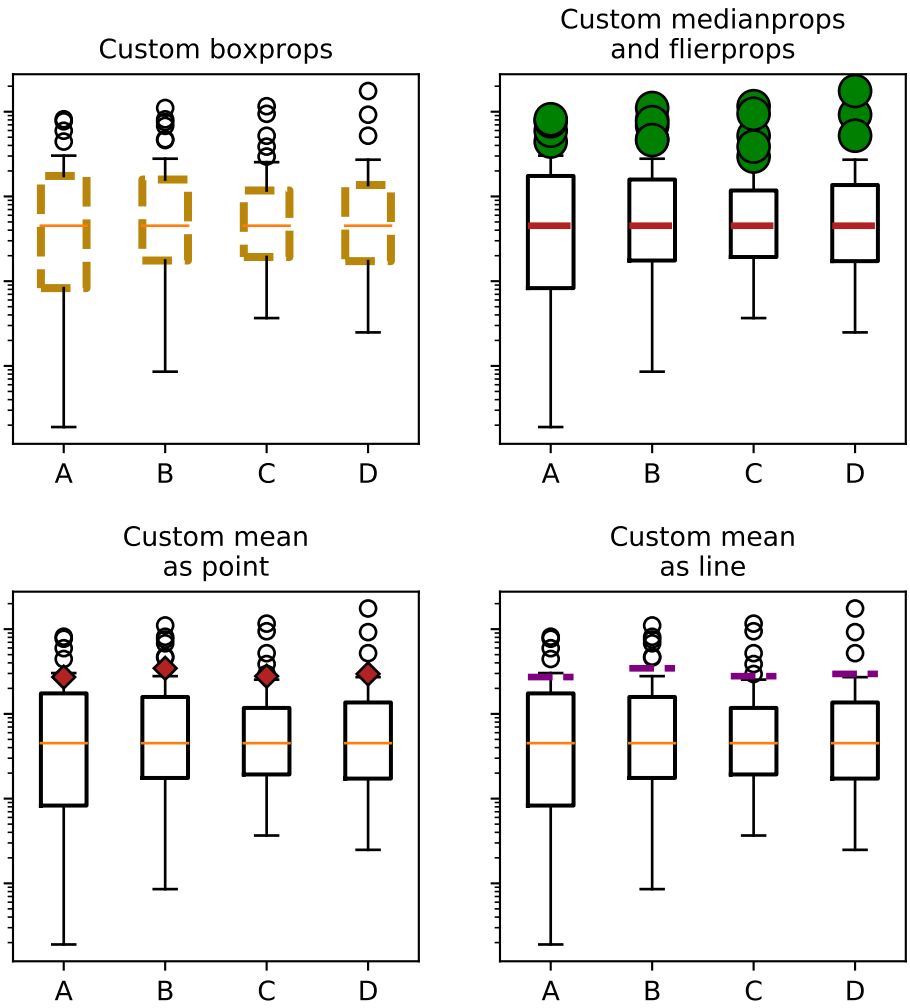 Custom boxprops
Custom medianprops
and flierprops
A B C D
A B C D
Custom mean
as point
Custom mean
as line
A B C D
A B C D